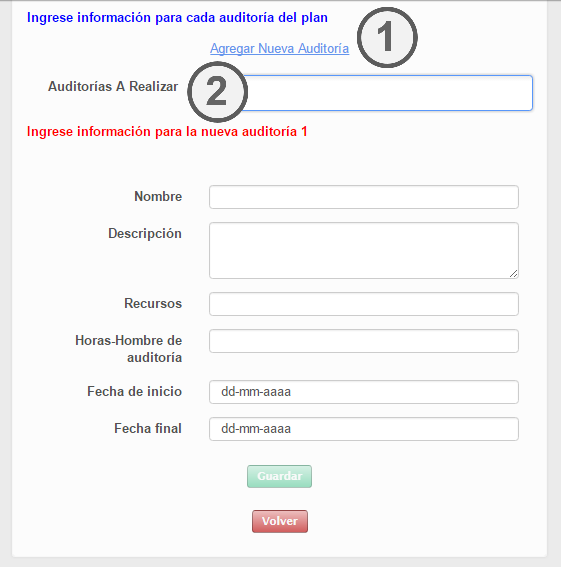 Ingrese información para cada auditoría del plan
Agregar Nueva Auditoría 1
Auditorías A Realizar 2
Ingrese información para la nueva auditoría 1
Nombre
Descripción
Recursos
Horas-Hombre de
auditoría
Fecha de inicio dd-mm-aaaa
Fecha final dd-mm-aaaa
Guardar
Volver